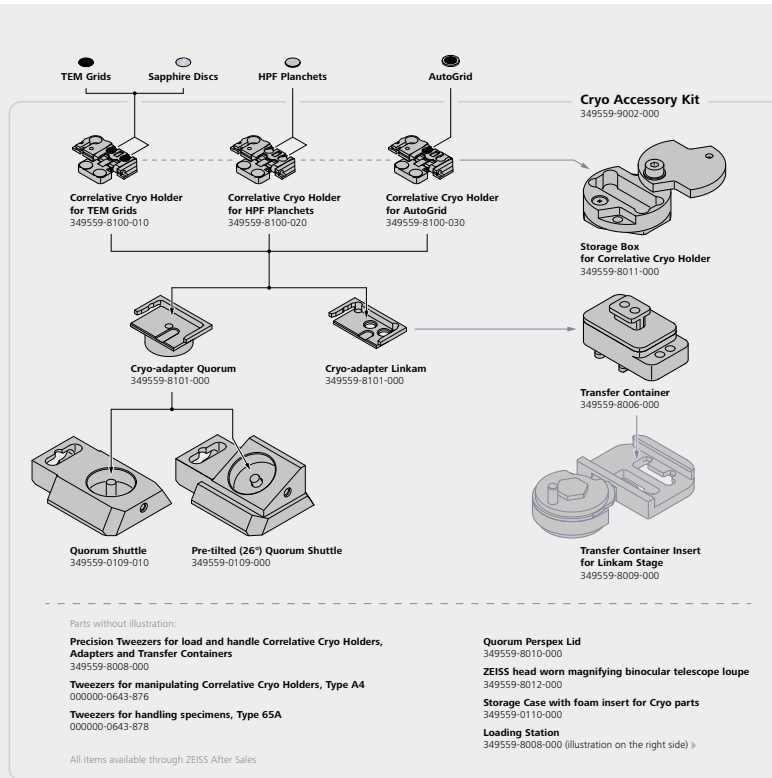 TEM Grids
Sapphire Discs
HPF Planchets
AutoGrid
Cryo Accessory Kit
349559-9002-000
Correlative Cryo Holder
for TEM Grids
349559-8100-010
Correlative Cryo Holder
for HPF Planchets
349559-8100-020
Correlative Cryo Holder
for AutoGrid
349559-8100-030
Storage Box
for Correlative Cryo Holder
349559-8011-000
Cryo-adapter Quorum
349559-8101-000
Cryo-adapter Linkam
349559-8101-000
Transfer Container
349559-8006-000
Quorum Shuttle
349559-0109-010
Pre-tilted (26°) Quorum Shuttle
349559-0109-000
Transfer Container Insert
for Linkam Stage
349559-8009-000
Parts without illustration:
Precision Tweezers for load and handle Correlative Cryo Holders,
Adapters and Transfer Containers
349559-8008-000
Tweezers for manipulating Correlative Cryo Holders, Type A4
000000-0643-876
Tweezers for handling specimens, Type 65A
000000-0643-878
Quorum Perspex Lid
349559-8010-000
ZEISS head worn magnifying binocular telescope loupe
349559-8012-000
Storage Case with foam insert for Cryo parts
349559-0110-000
Loading Station
349559-8008-000 (illustration on the right side)
All items available through ZEISS After Sales